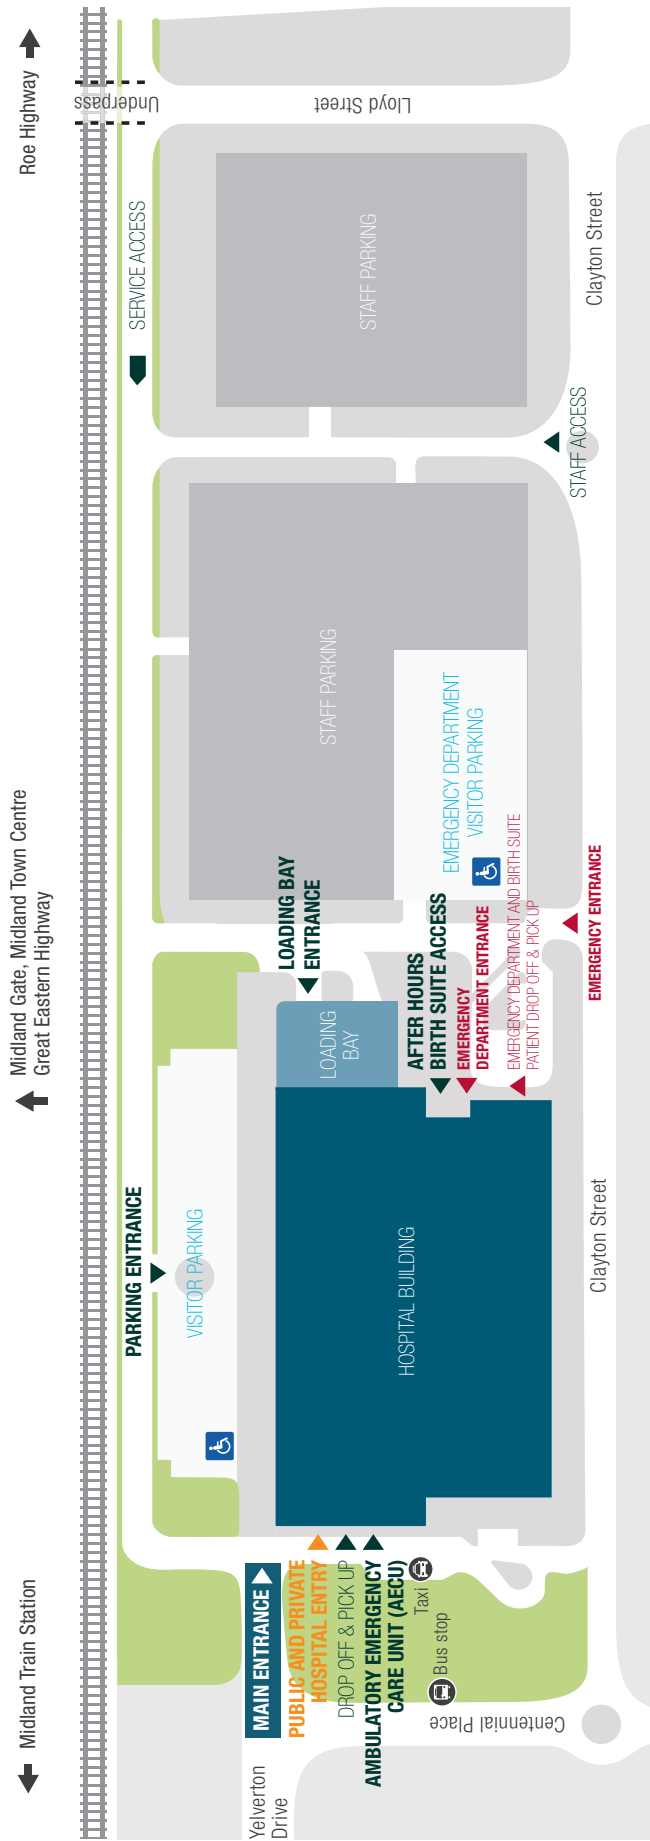 Midland Train Station
Midland Gate, Midland Town Centre
Great Eastern Highway
Roe Highway
Underpass
Lloyd Street
SERVICE ACCESS
STAFF PARKING
Clayton Street
STAFF ACCESS
STAFF PARKING
EMERGENCY DEPARTMENT
VISITOR PARKING
LOADING BAY
ENTRANCE
LOADING
BAY
AFTER HOURS
BIRTH SUITE ACCESS
EMERGENCY
DEPARTMENT ENTRANCE
EMERGENCY DEPARTMENT AND BIRTH SUITE
PATIENT DROP OFF & PICK UP
EMERGENCY ENTRANCE
PARKING ENTRANCE
VISITOR PARKING
HOSPITAL BUILDING
Clayton Street
MAIN ENTRANCE
PUBLIC AND PRIVATE
HOSPITAL ENTRY
DROP OFF & PICK UP
AMBULATORY EMERGENCY
CARE UNIT (AECU)
Taxi
Bus stop
Centennial Place
Yelverton
Drive